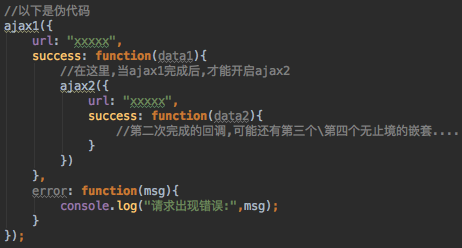 //以下是伪代码
ajax1({
url: "xxxxx",
success: function(data1){
//在这里,当ajax1完成后,才能开启ajax2
ajax2({
url: "xxxxx",
success: function(data2){
//第二次完成的回调,可能还有第三个\第四个无止境的嵌套....
}
})
},
error: function(msg){
console.log("请求出现错误:",msg);
}
});